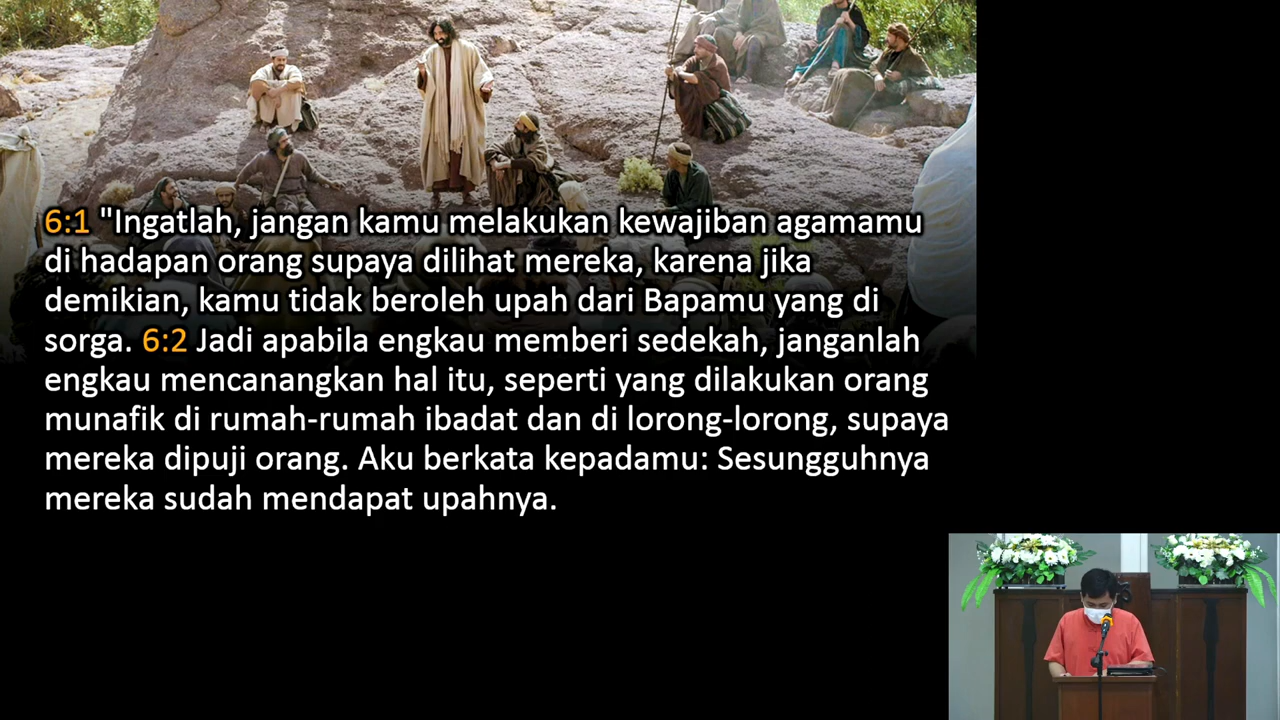 6:1 "Ingatlah, jangan kamu melakukan kewajiban agamamu
di hadapan orang supaya dilihat mereka, karena jika
demikian, kamu tidak beroleh upah dari Bapamu yang di
sorga. 6:2 Jadi apabila engkau memberi sedekah, janganlah
engkau mencanangkan hal itu, seperti yang dilakukan orang
munafik di rumah-rumah ibadat dan di lorong-lorong, supaya
mereka dipuji orang. Aku berkata kepadamu: Sesungguhnya
mereka sudah mendapat upahnya.